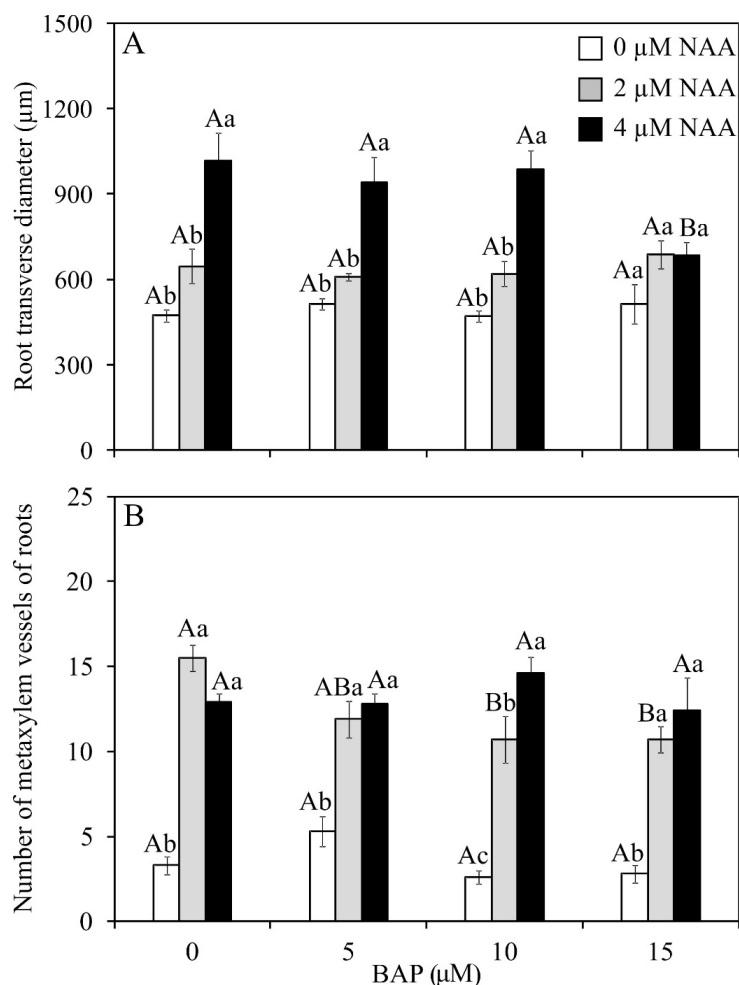 A
0 µM NAA
2 µM NAA
4 µM NAA
Root transverse diameter (µm)
1500
1200
900
600
300
0
Ab
Ab
Aa
Ab
Ab
Aa
Ab
Ab
Aa
Aa
Aa
Ba
B
Number of metaxylem vessels of roots
25
20
15
10
5
0
Ab
Aa
Aa
Ab
ABa
Aa
Ac
Bb
Aa
Ab
Ba
Aa
0 5 10 15
BAP (µM)